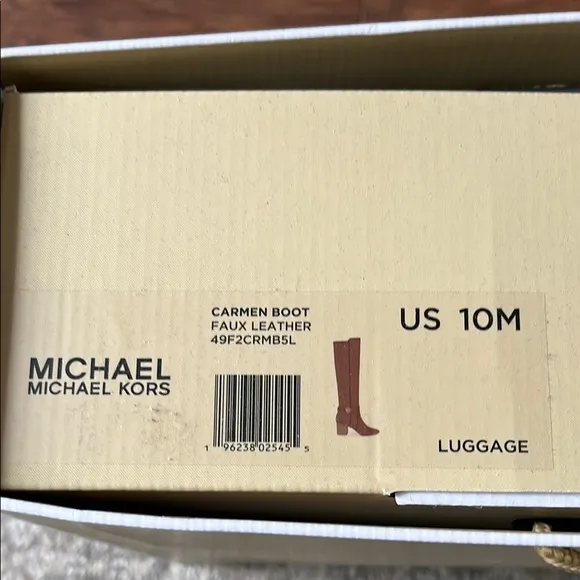 CARMEN BOOT
FAUX LEATHER
49F2CRMB5L
US 10M
MICHAEL
MICHAEL KORS
1 96238 02545 5
LUGGAGE